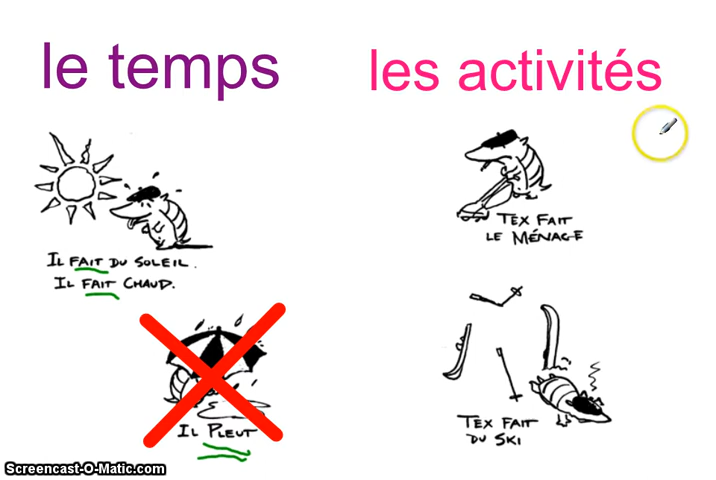 le temps
les activités
IL FAIT DU SOLEIL.
IL FAIT CHAUD.
IL PLEUT
TEX FAIT
LE MÉNAGE
TEX FAIT
DU SKI
Screencast-O-Matic.com